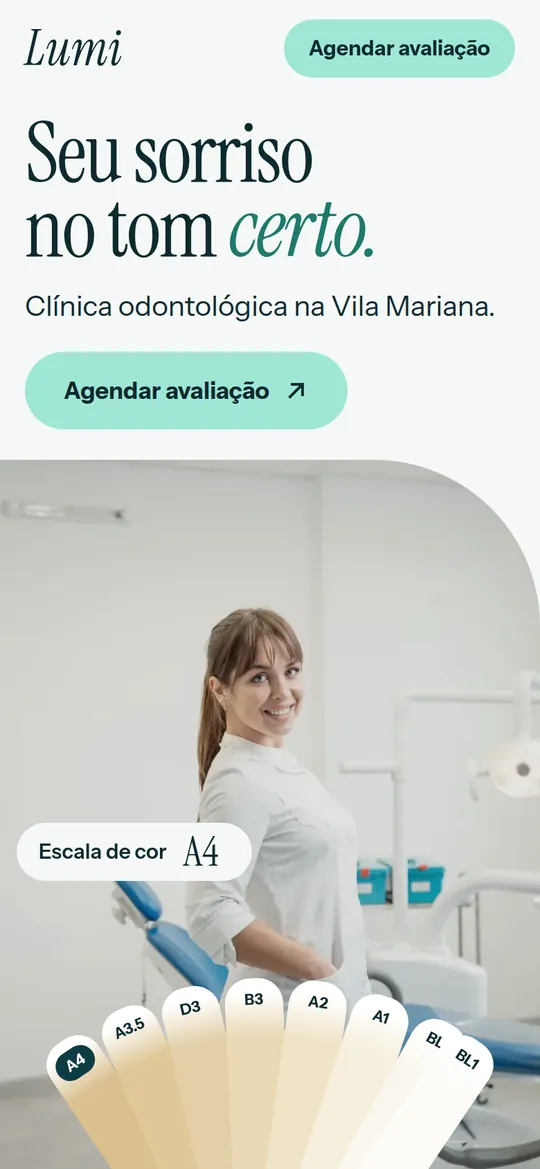 Lumi
Agendar avaliação
Seu sorriso
no tom certo.
Clínica odontológica na Vila Mariana.
Agendar avaliação
Escala de cor A4
A4
A3.5
D3
B3
A2
A1
BL
BL1